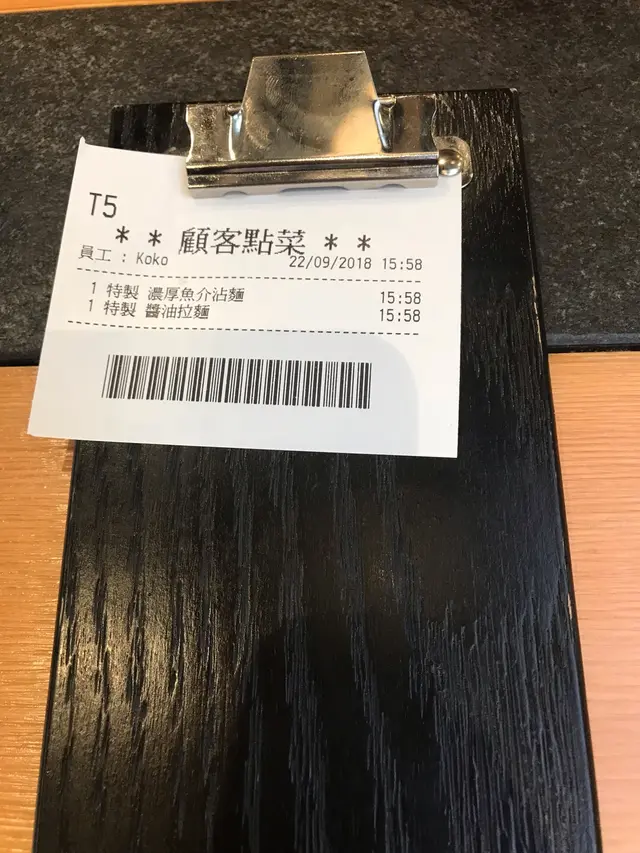 T5
** 顧客點菜 **
員工 : Koko 22/09/2018 15:58
1 特製 濃厚魚介沾麵 15:58
1 特製 醬油拉麵 15:58